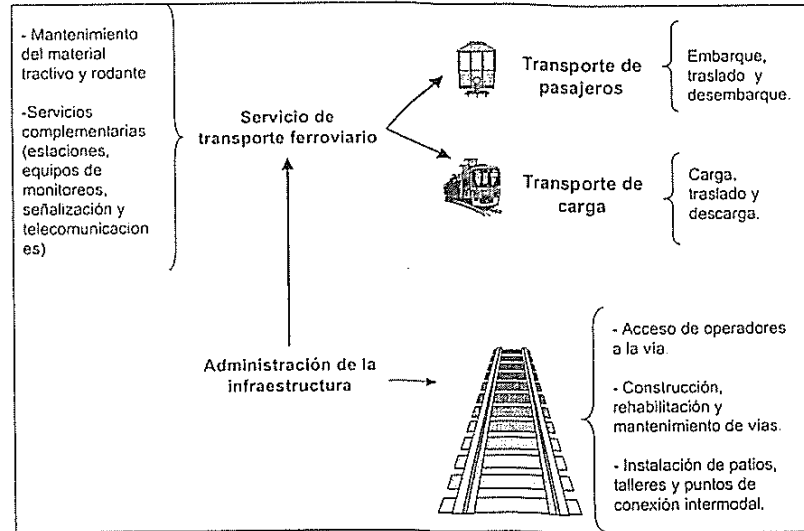 - Mantenimiento
del material
tractivo y rodante
-Servicios
complementarias
(estaciones,
equipos de
monitoreos,
señalización y
telecomunicacion
es)
Servicio de
transporte ferroviario
Transporte de
pasajeros
Embarque,
traslado y
desembarque.
Transporte de
carga
Carga,
traslado y
descarga.
Administración de la
infraestructura
- Acceso de operadores
a la vía.
- Construcción,
rehabilitación y
mantenimiento de vías.
- Instalación de patios,
talleres y puntos de
conexión intermodal.